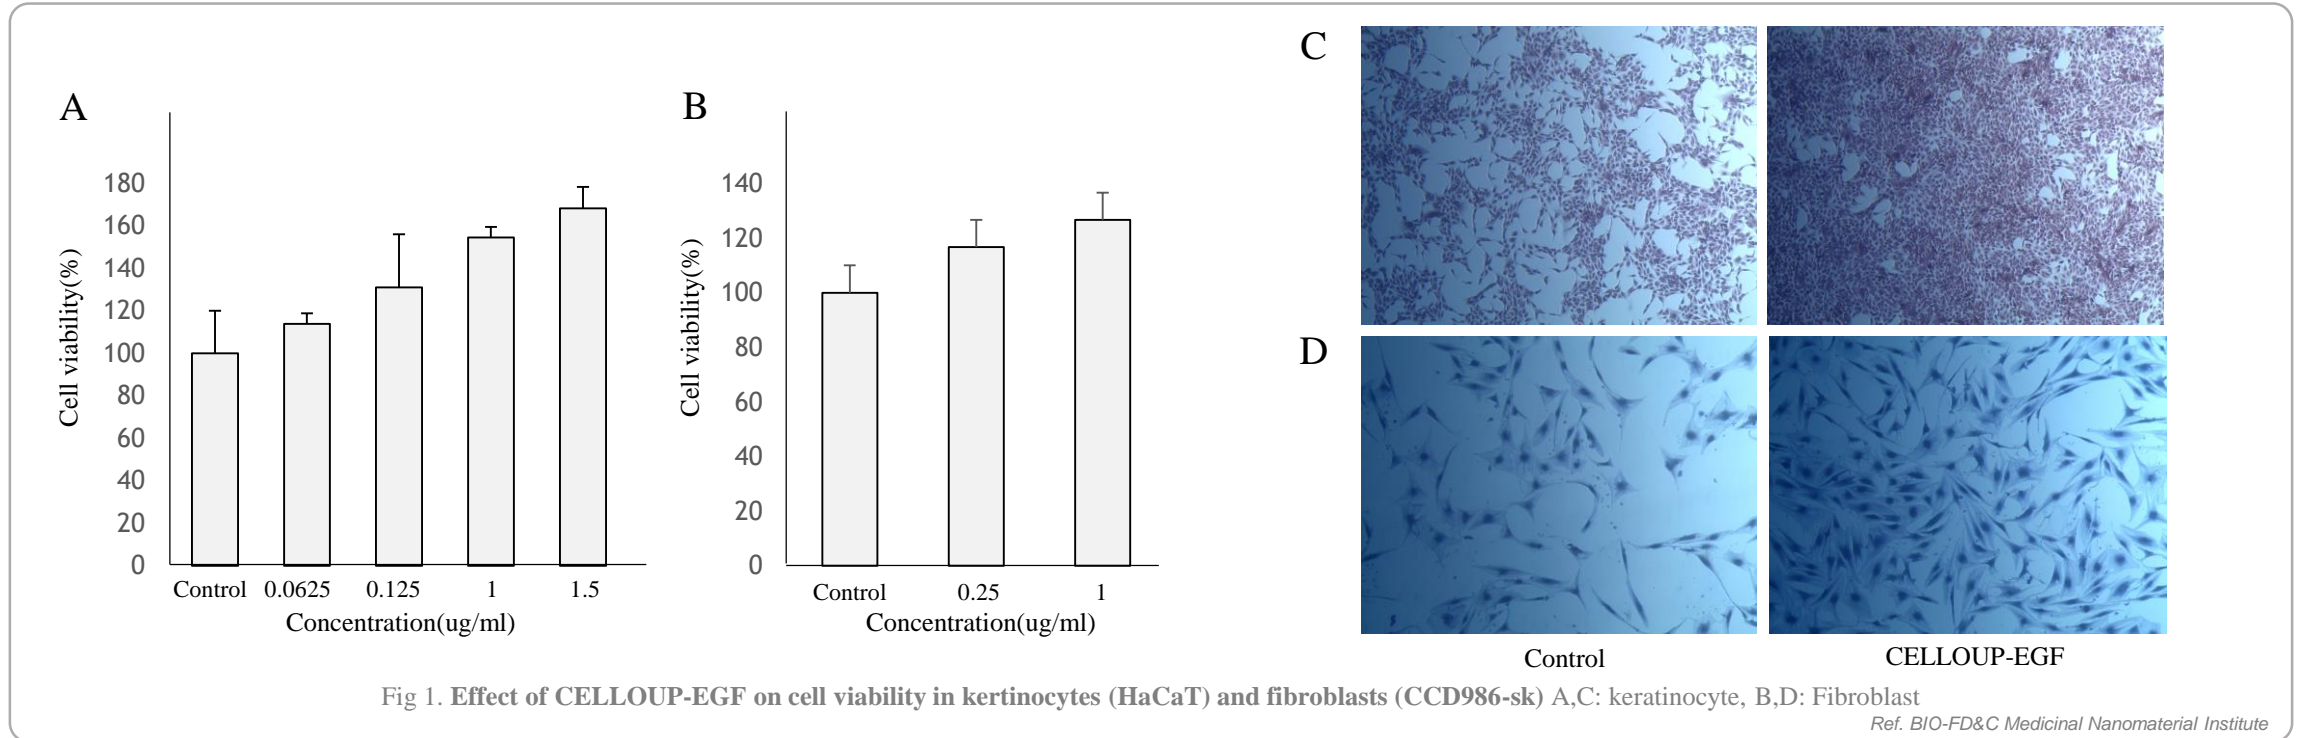 A
180
160
140
120
100
80
60
40
20
0
Cell viability(%)
Control 0.0625 0.125 1 1.5
Concentration(ug/ml)
B
140
120
100
80
60
40
20
0
Cell viability(%)
Control 0.25 1
Concentration(ug/ml)
C
D
Control CELLOUP-EGF
Fig 1. Effect of CELLOUP-EGF on cell viability in kertinocytes (HaCaT) and fibroblasts (CCD986-sk) A,C: keratinocyte, B,D: Fibroblast
Ref. BIO-FD&C Medicinal Nanomaterial Institute